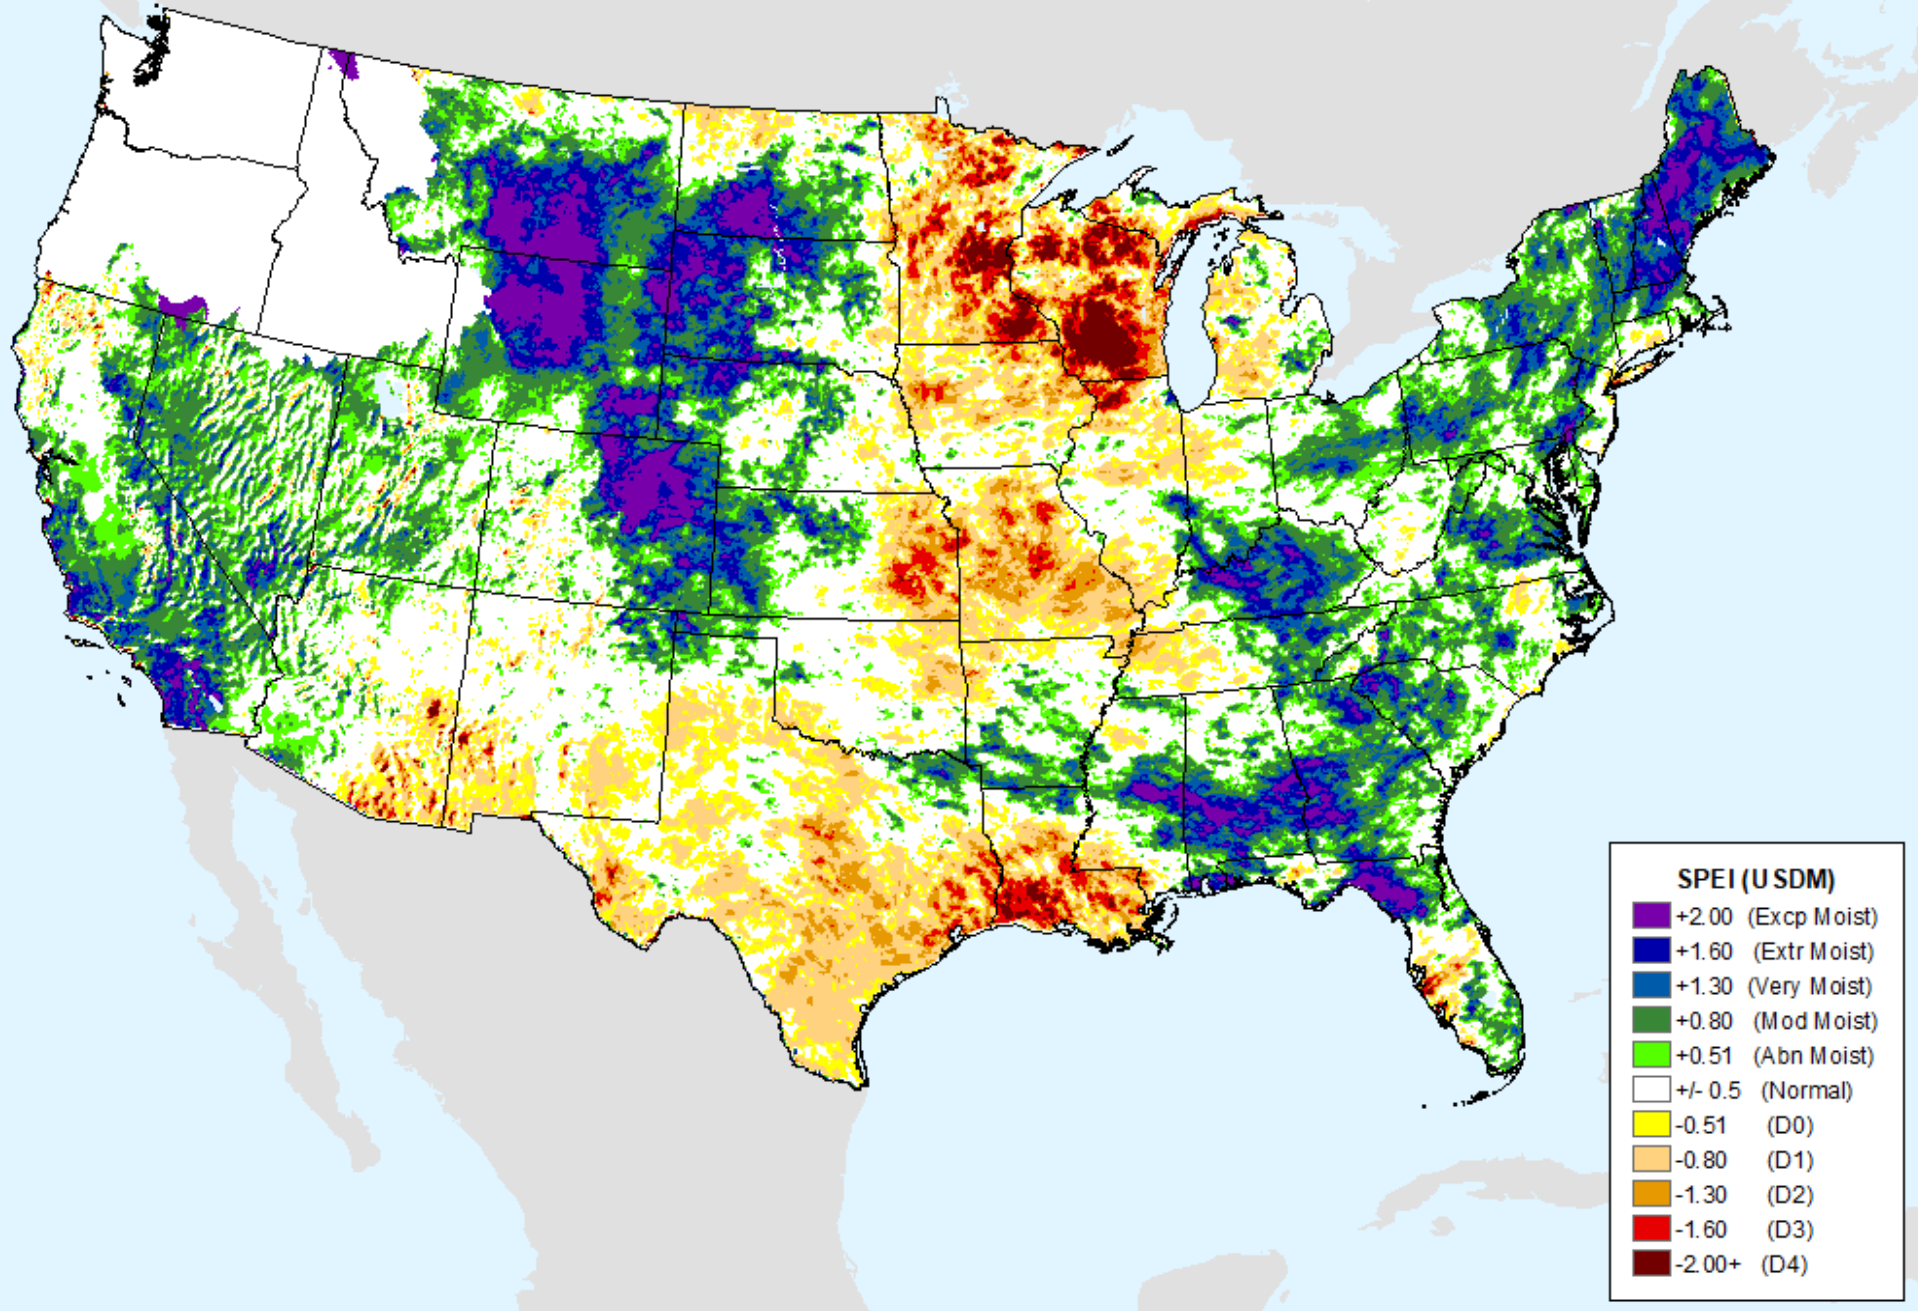 SPEI (USDM)
+2.00 (Excp Moist)
+1.60 (Extr Moist)
+1.30 (Very Moist)
+0.80 (Mod Moist)
+0.51 (Abn Moist)
+/- 0.5 (Normal)
-0.51 (D0)
-0.80 (D1)
-1.30 (D2)
-1.60 (D3)
-2.00+ (D4)